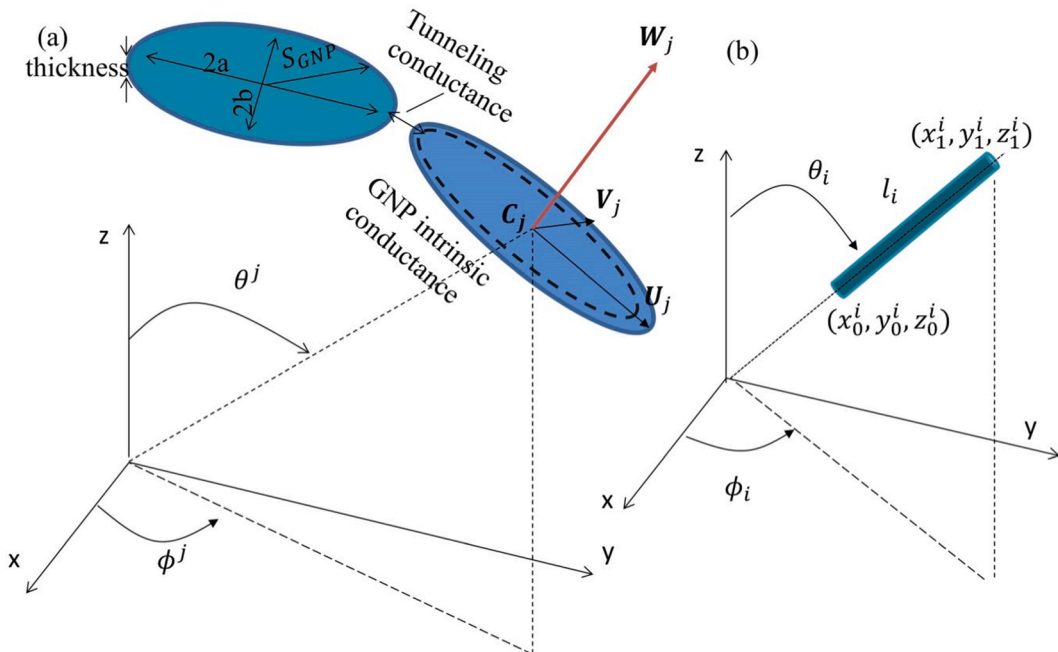 (a)
thickness
2a
2b
S_GNP
Tunneling
conductance
GNP intrinsic
conductance
W_j
C_j
V_j
U_j
z
θ^j
x
ϕ^j
y
(b)
z
θ_i
l_i
(x_1^i, y_1^i, z_1^i)
(x_0^i, y_0^i, z_0^i)
x
ϕ_i
y